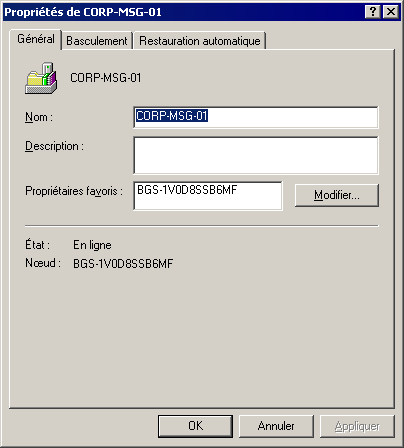 Propriétés de CORP-MSG-01
Général Basculement Restauration automatique
CORP-MSG-01
Nom : CORP-MSG-01
Description :
Propriétaires favoris : BGS-1V0D8SSB6MF Modifier...
État : En ligne
Nœud : BGS-1V0D8SSB6MF
OK Annuler Appliquer